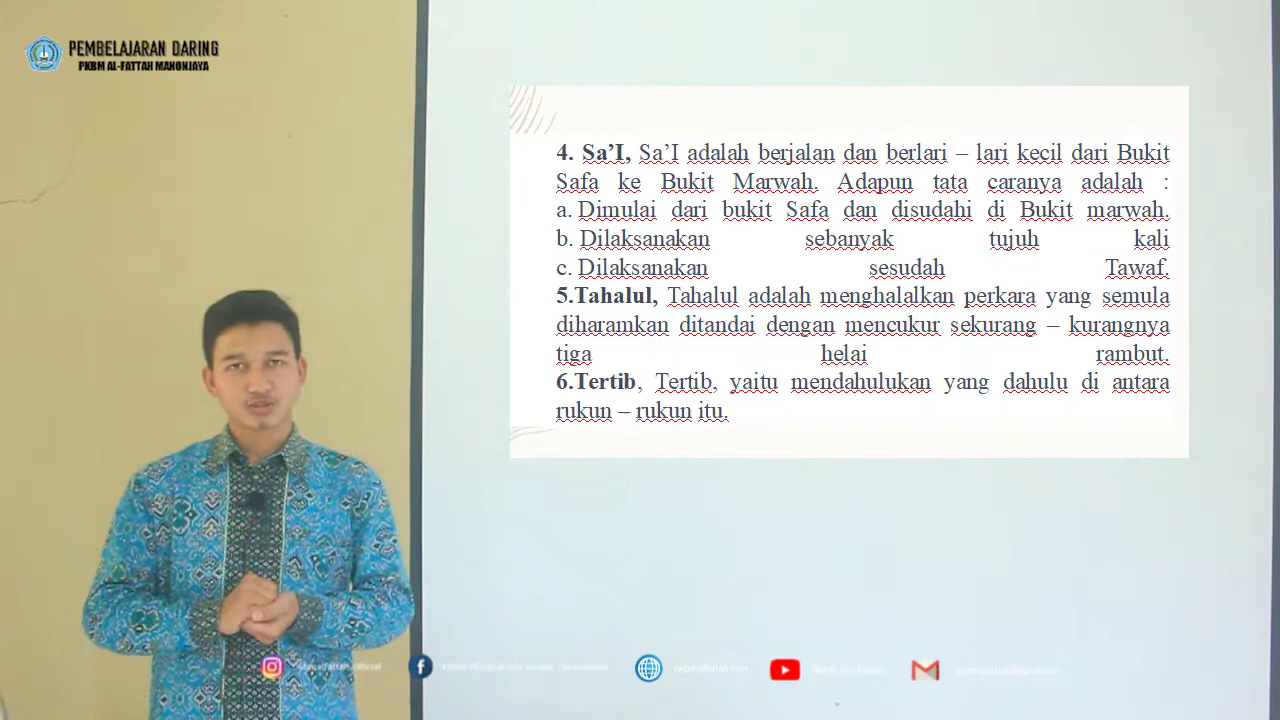 PEMBELAJARAN DARING
PKBM AL-FATTAH MANONJAYA
4. Sa’I, Sa’I adalah berjalan dan berlari – lari kecil dari Bukit
Safa ke Bukit Marwah. Adapun tata caranya adalah :
a. Dimulai dari bukit Safa dan disudahi di Bukit marwah.
b. Dilaksanakan sebanyak tujuh kali
c. Dilaksanakan sesudah Tawaf.
5.Tahalul, Tahalul adalah menghalalkan perkara yang semula
diharamkan ditandai dengan mencukur sekurang – kurangnya
tiga helai rambut.
6.Tertib, Tertib, yaitu mendahulukan yang dahulu di antara
rukun – rukun itu.